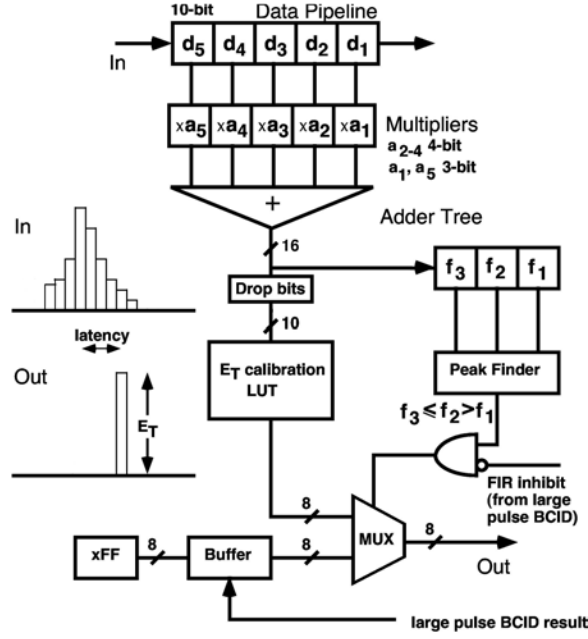 10-bit Data Pipeline
In
d5 d4 d3 d2 d1
xa5 xa4 xa3 xa2 xa1
Multipliers
a2-4 4-bit
a1, a5 3-bit
+
Adder Tree
In
16
f3 f2 f1
Drop bits
10
latency
Peak Finder
ET calibration
LUT
Out
f3 ≤ f2 > f1
ET
FIR inhibit
(from large
pulse BCID)
8
MUX
8
xFF
8
Buffer
8
Out
large pulse BCID result